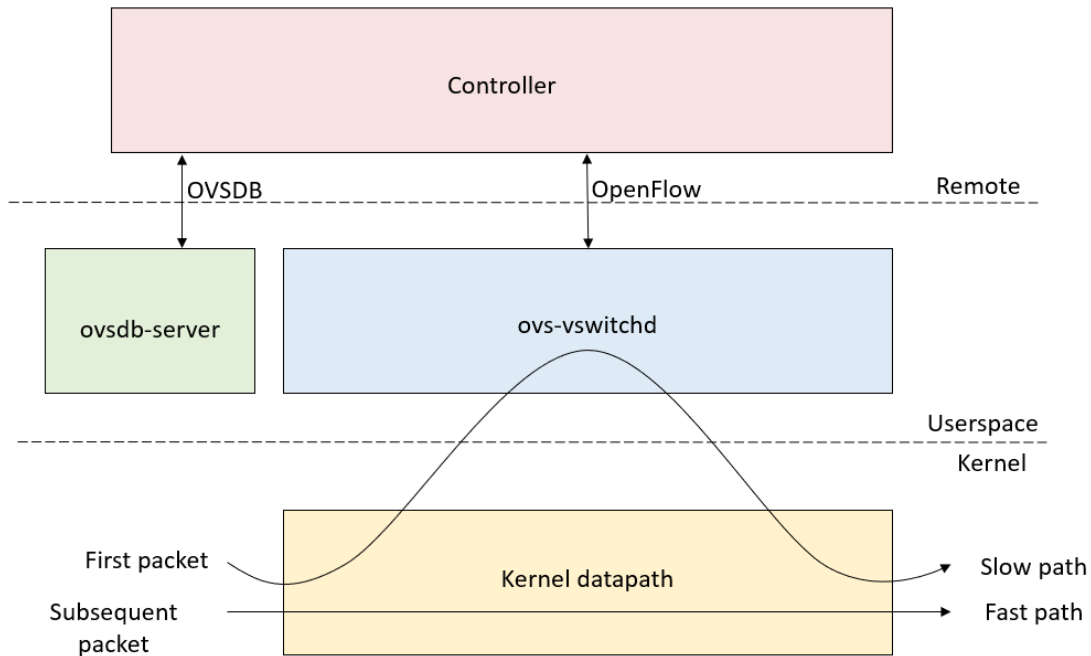 Controller
OVSDB
OpenFlow
Remote
ovsdb-server
ovs-vswitchd
Userspace
Kernel
First packet
Kernel datapath
Slow path
Subsequent
packet
Fast path